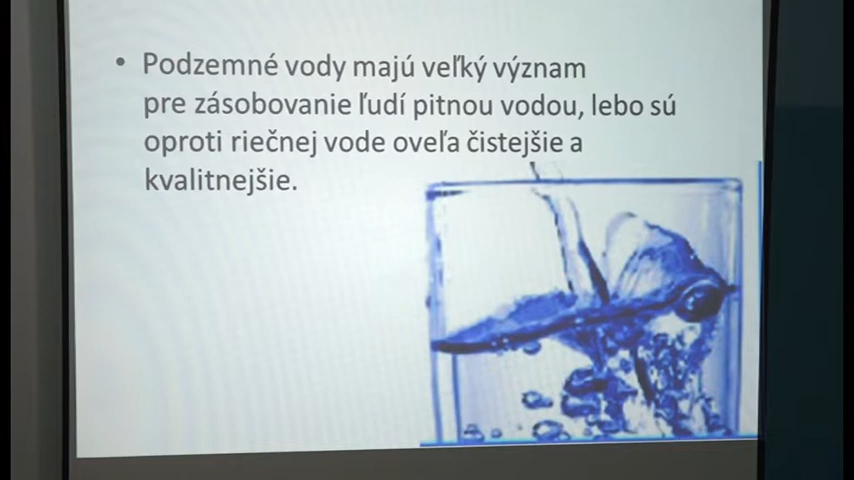 • Podzemné vody majú veľký význam
pre zásobovanie ľudí pitnou vodou, lebo sú
oproti riečnej vode oveľa čistejšie a
kvalitnejšie.